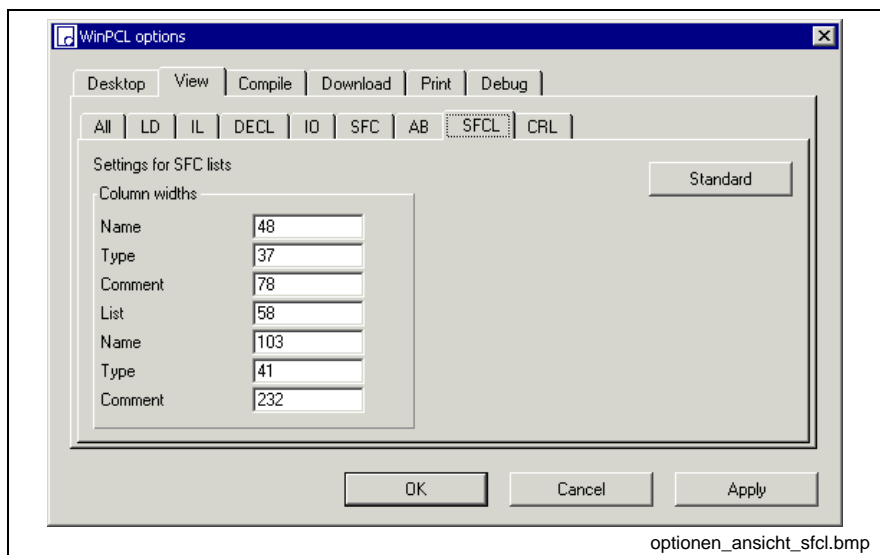 WinPCL options
Desktop View Compile Download Print Debug
All LD IL DECL IO SFC AB SFCL CRL
Settings for SFC lists
Standard
Column widths
Name 48
Type 37
Comment 78
List 58
Name 103
Type 41
Comment 232
OK Cancel Apply
optionen_ansicht_sfcl.bmp